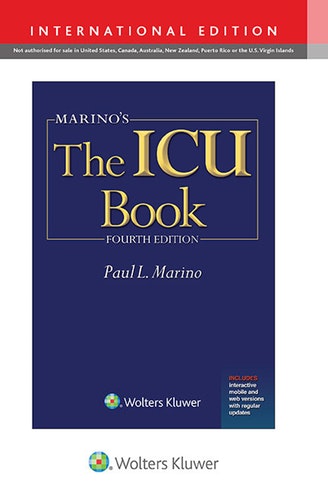 INTERNATIONAL EDITION
Not authorised for sale in United States, Canada, Australia, New Zealand, Puerto Rico or the U.S. Virgin Islands
MARINO'S
The ICU
Book
FOURTH EDITION
Paul L. Marino
INCLUDES
interactive
mobile and
web versions
with regular
updates
Wolters Kluwer
Wolters Kluwer